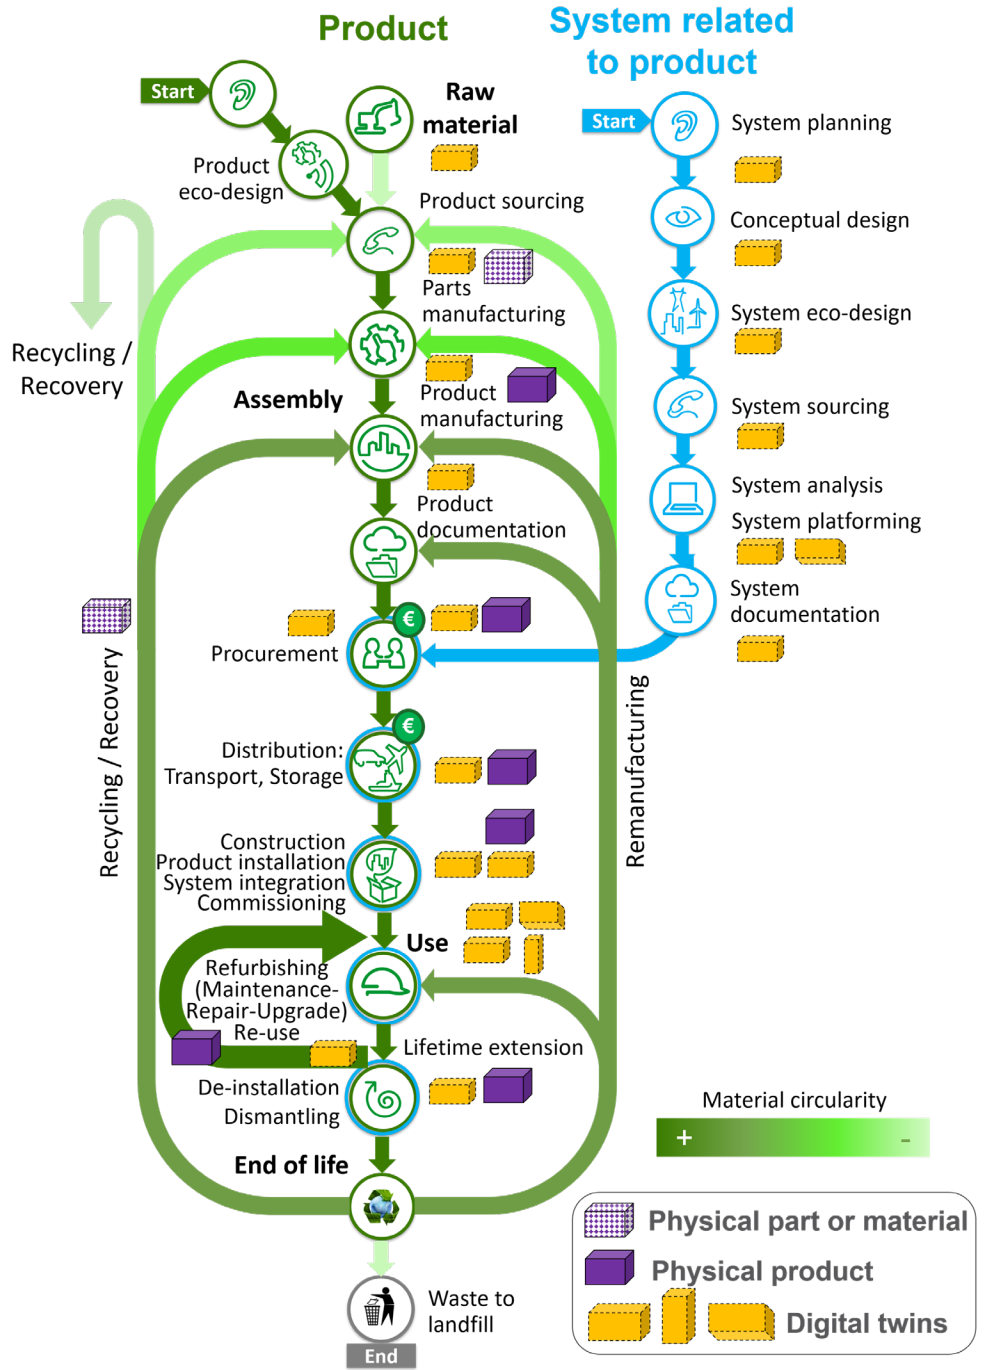 Product
System related
to product
Start
Raw
material
Start
System planning
Product
eco-design
Product sourcing
Conceptual design
Parts
manufacturing
System eco-design
Recycling /
Recovery
Assembly
Product
manufacturing
System sourcing
System analysis
Product
documentation
System platforming
System
documentation
€
Procurement
Recycling / Recovery
Remanufacturing
€
Distribution:
Transport, Storage
Construction
Product installation
System integration
Commissioning
Use
Refurbishing
(Maintenance-
Repair-Upgrade)
Re-use
Lifetime extension
De-installation
Dismantling
Material circularity
+ -
End of life
Physical part or material
Physical product
Digital twins
Waste to
landfill
End